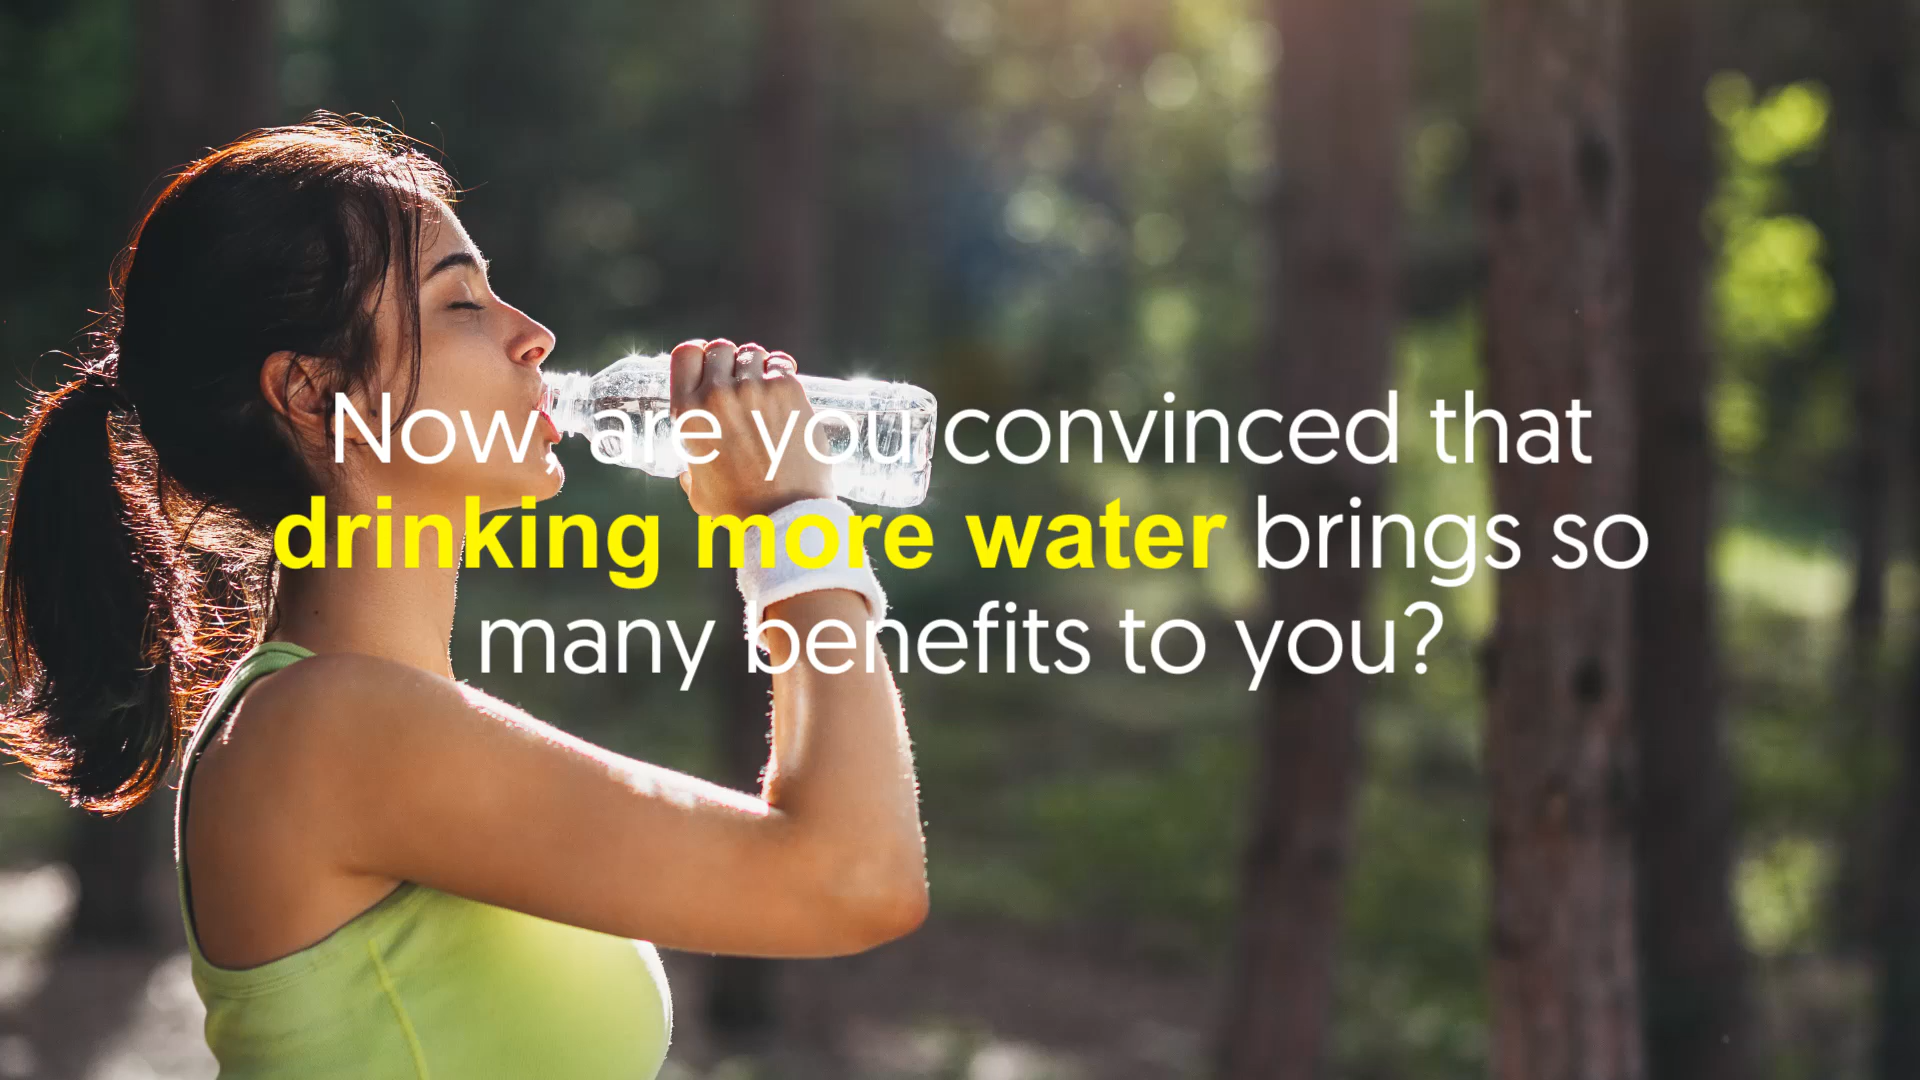 Now, are you convinced that
drinking more water brings so
many benefits to you?